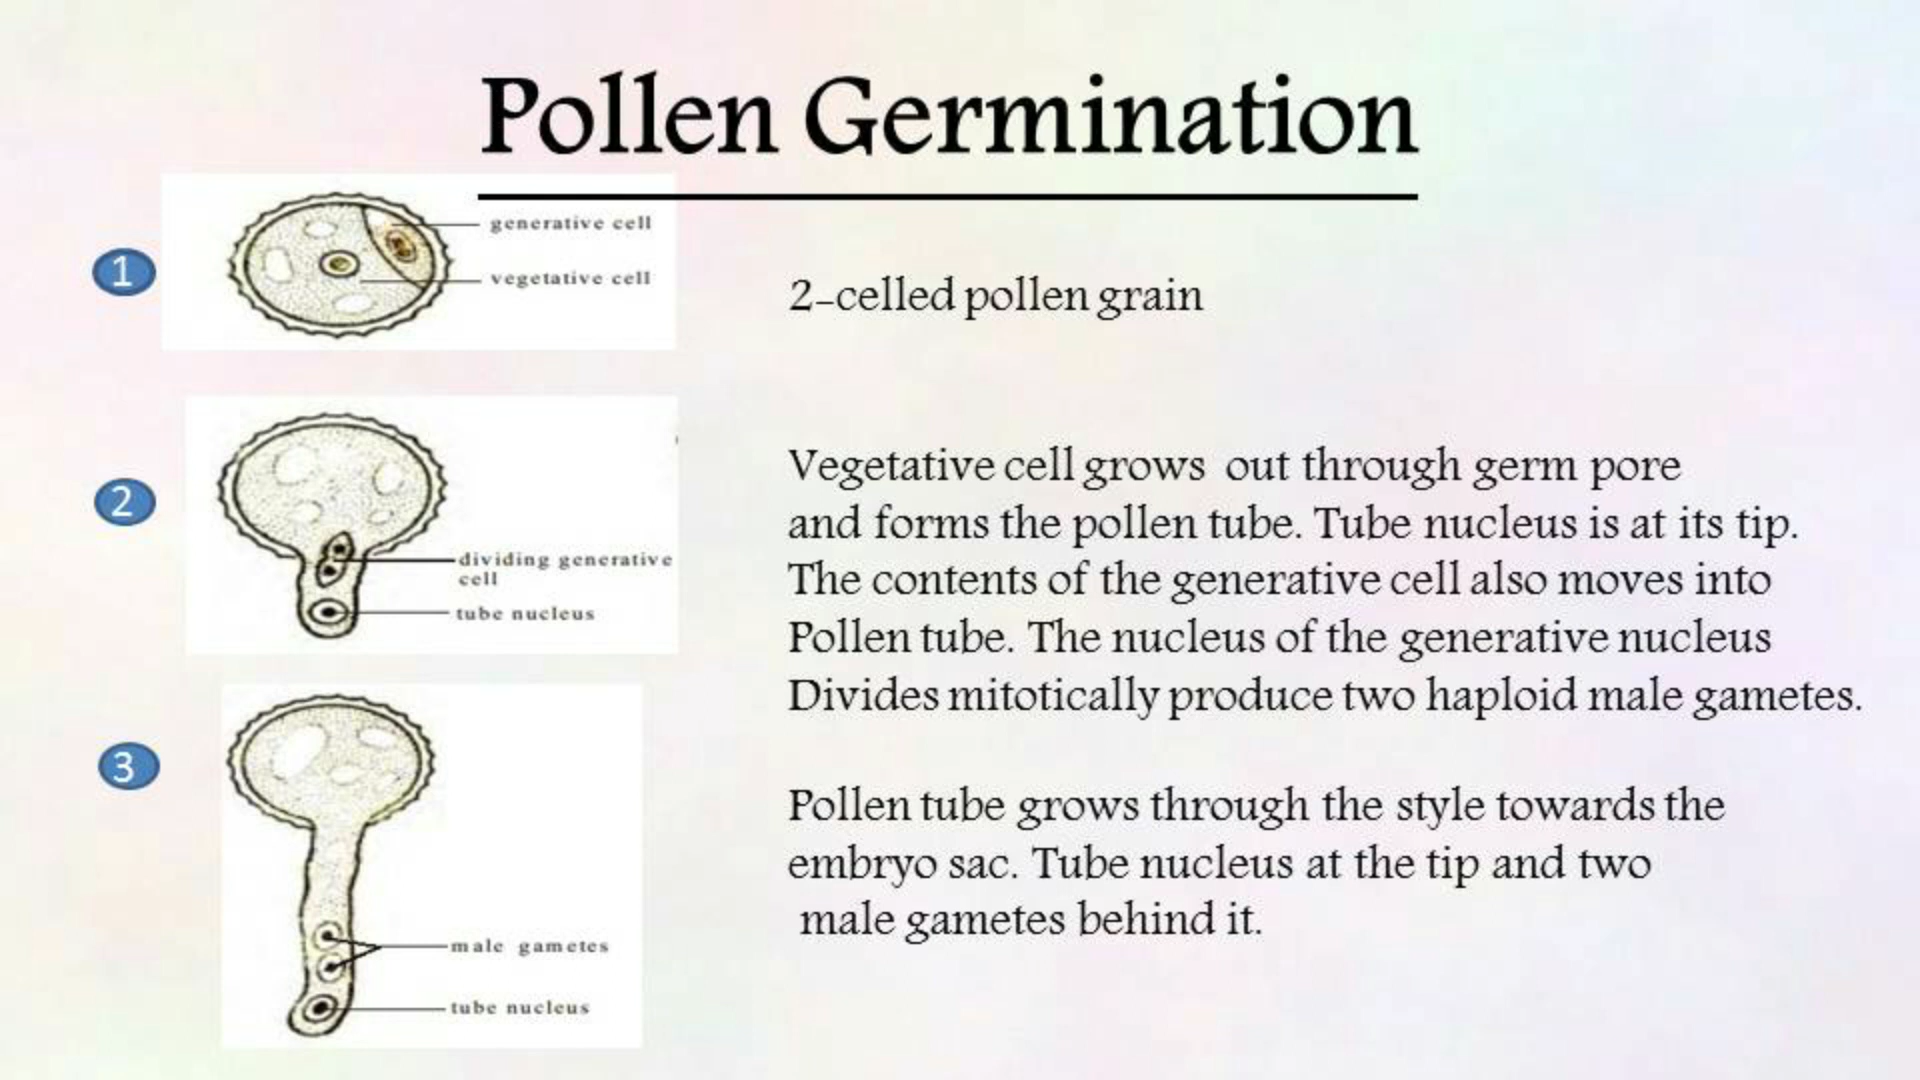 Pollen Germination
1
generative cell
vegetative cell
2-celled pollen grain
2
dividing generative
cell
tube nucleus
Vegetative cell grows out through germ pore
and forms the pollen tube. Tube nucleus is at its tip.
The contents of the generative cell also moves into
Pollen tube. The nucleus of the generative nucleus
Divides mitotically produce two haploid male gametes.
3
male gametes
tube nucleus
Pollen tube grows through the style towards the
embryo sac. Tube nucleus at the tip and two
male gametes behind it.